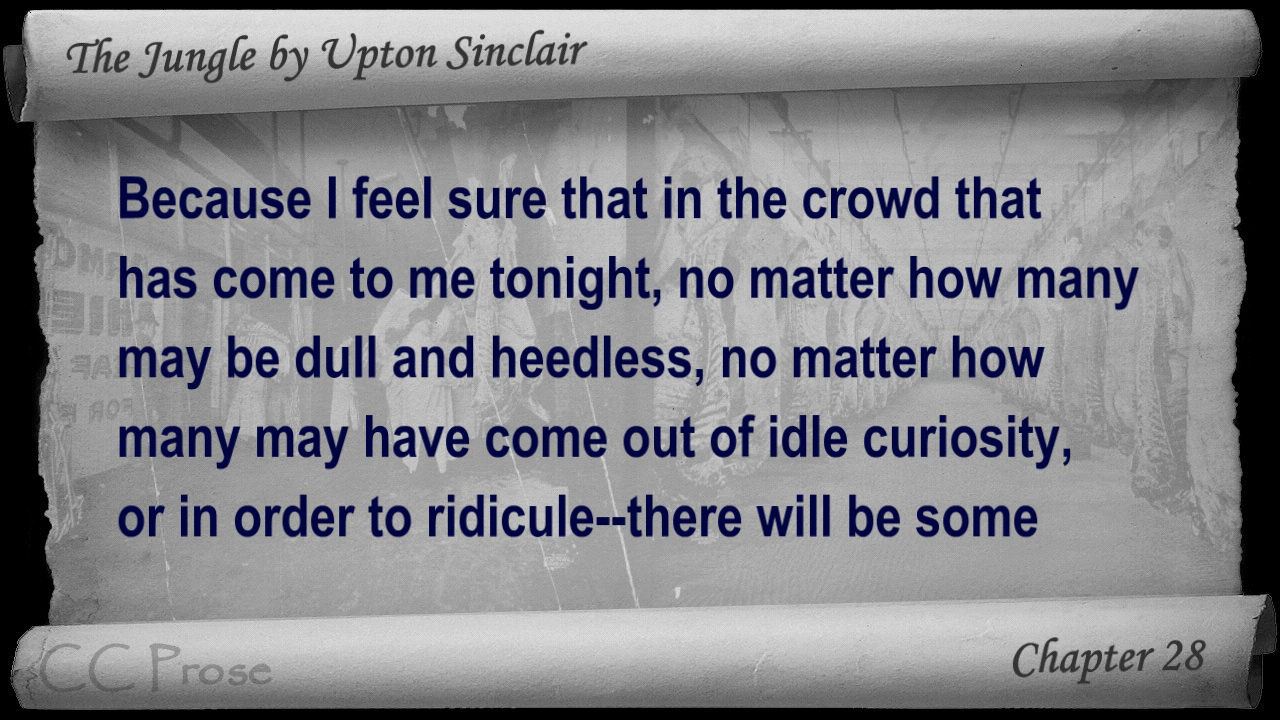 The Jungle by Upton Sinclair
Because I feel sure that in the crowd that
has come to me tonight, no matter how many
may be dull and heedless, no matter how
many may have come out of idle curiosity,
or in order to ridicule--there will be some
CC Prose
Chapter 28